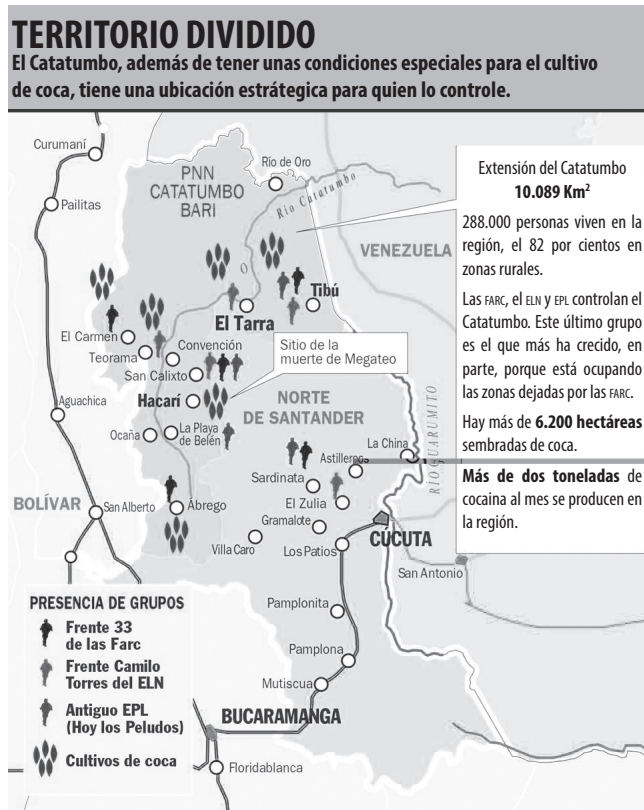 TERRITORIO DIVIDIDO
El Catatumbo, además de tener unas condiciones especiales para el cultivo
de coca, tiene una ubicación estrátegica para quien lo controle.
Curumaní
Pailitas
PNN
CATATUMBO
BARI
Río de Oro
Río Catatumbo
VENEZUELA
Tibú
El Tarra
El Carmen
Teorama
Convención
San Calixto
Sitio de la
muerte de Megateo
Hacarí
NORTE
DE SANTANDER
Aguachica
Ocaña
La Playa
de Belén
RÍO GUARUMITO
La China
Astilleros
Sardinata
BOLÍVAR
San Alberto
Ábrego
El Zulia
Gramalote
CÚCUTA
Villa Caro
Los Patios
San Antonio
Pamplonita
Pamplona
Mutiscua
BUCARAMANGA
Floridablanca
Extensión del Catatumbo
10.089 Km²
288.000 personas viven en la
región, el 82 por cientos en
zonas rurales.
Las FARC, el ELN y EPL controlan el
Catatumbo. Este último grupo
es el que más ha crecido, en
parte, porque está ocupando
las zonas dejadas por las FARC.
Hay más de 6.200 hectáreas
sembradas de coca.
Más de dos toneladas de
cocaina al mes se producen en
la región.
PRESENCIA DE GRUPOS
Frente 33
de las Farc
Frente Camilo
Torres del ELN
Antiguo EPL
(Hoy los Peludos)
Cultivos de coca